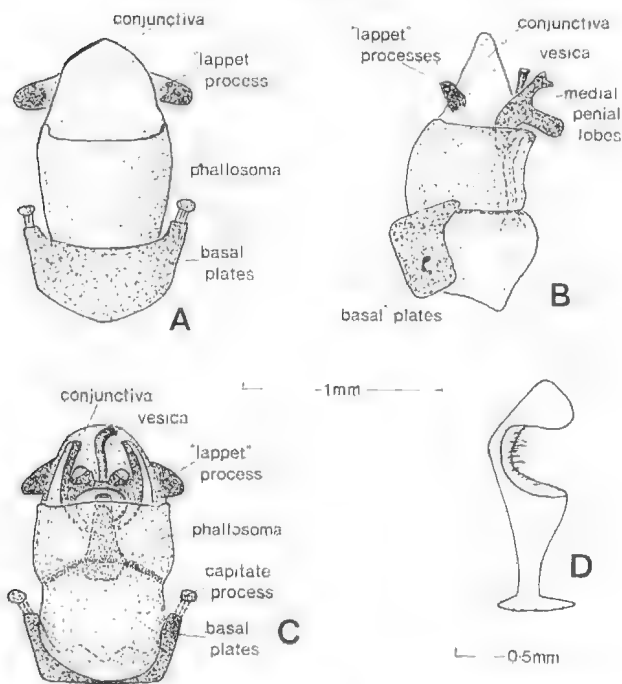 conjunctiva
"lappet"
process
phallosoma
basal
plates
A
"lappet"
processes
conjunctiva
vesica
medial
penial
lobes
basal plates
B
1mm
conjunctiva
vesica
"lappet"
process
phallosoma
capitate
process
basal
plates
C
D
0·5mm